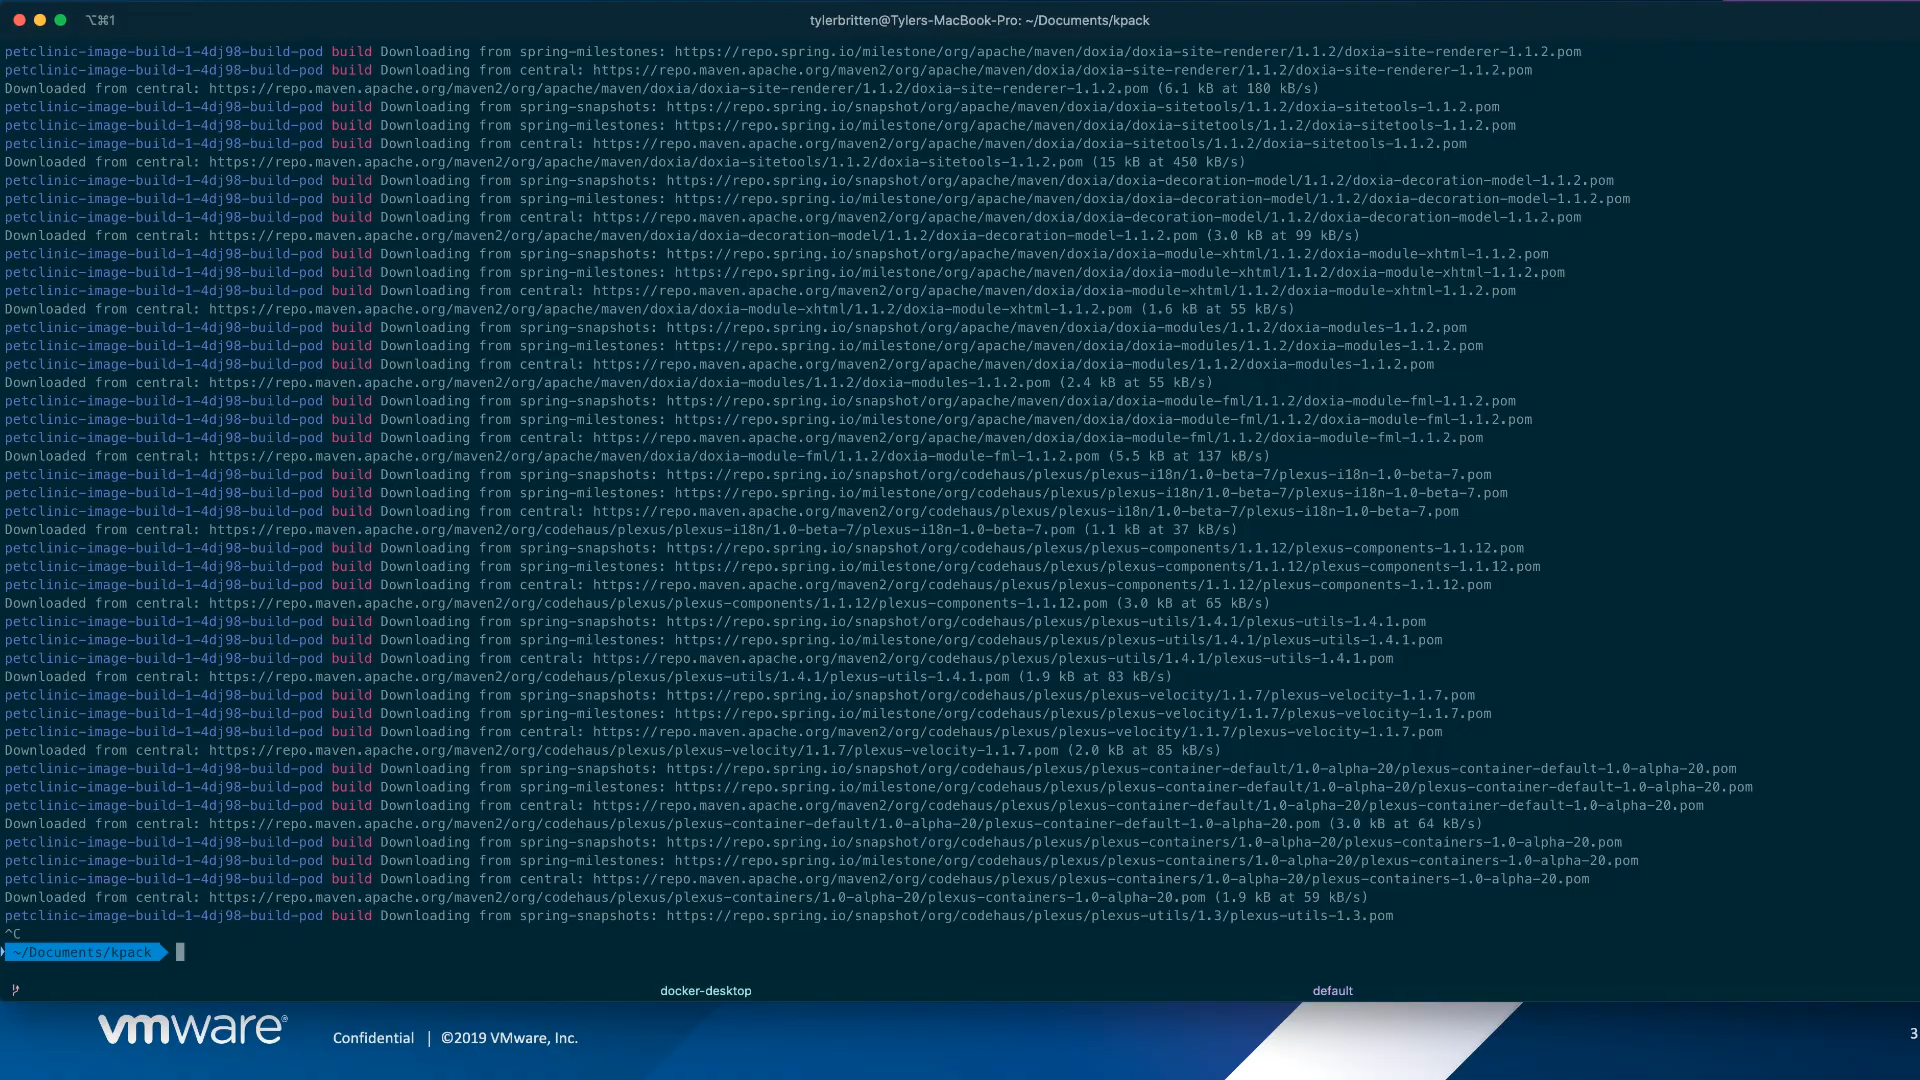 ⌥⌘1
tylerbritten@Tylers-MacBook-Pro: ~/Documents/kpack
petclinic-image-build-1-4dj98-build-pod build Downloading from spring-milestones: https://repo.spring.io/milestone/org/apache/maven/doxia/doxia-site-renderer/1.1.2/doxia-site-renderer-1.1.2.pom
petclinic-image-build-1-4dj98-build-pod build Downloading from central: https://repo.maven.apache.org/maven2/org/apache/maven/doxia/doxia-site-renderer/1.1.2/doxia-site-renderer-1.1.2.pom
Downloaded from central: https://repo.maven.apache.org/maven2/org/apache/maven/doxia/doxia-site-renderer/1.1.2/doxia-site-renderer-1.1.2.pom (6.1 kB at 180 kB/s)
petclinic-image-build-1-4dj98-build-pod build Downloading from spring-snapshots: https://repo.spring.io/snapshot/org/apache/maven/doxia/doxia-sitetools/1.1.2/doxia-sitetools-1.1.2.pom
petclinic-image-build-1-4dj98-build-pod build Downloading from spring-milestones: https://repo.spring.io/milestone/org/apache/maven/doxia/doxia-sitetools/1.1.2/doxia-sitetools-1.1.2.pom
petclinic-image-build-1-4dj98-build-pod build Downloading from central: https://repo.maven.apache.org/maven2/org/apache/maven/doxia/doxia-sitetools/1.1.2/doxia-sitetools-1.1.2.pom
Downloaded from central: https://repo.maven.apache.org/maven2/org/apache/maven/doxia/doxia-sitetools/1.1.2/doxia-sitetools-1.1.2.pom (15 kB at 450 kB/s)
petclinic-image-build-1-4dj98-build-pod build Downloading from spring-snapshots: https://repo.spring.io/snapshot/org/apache/maven/doxia/doxia-decoration-model/1.1.2/doxia-decoration-model-1.1.2.pom
petclinic-image-build-1-4dj98-build-pod build Downloading from spring-milestones: https://repo.spring.io/milestone/org/apache/maven/doxia/doxia-decoration-model/1.1.2/doxia-decoration-model-1.1.2.pom
petclinic-image-build-1-4dj98-build-pod build Downloading from central: https://repo.maven.apache.org/maven2/org/apache/maven/doxia/doxia-decoration-model/1.1.2/doxia-decoration-model-1.1.2.pom
Downloaded from central: https://repo.maven.apache.org/maven2/org/apache/maven/doxia/doxia-decoration-model/1.1.2/doxia-decoration-model-1.1.2.pom (3.0 kB at 99 kB/s)
petclinic-image-build-1-4dj98-build-pod build Downloading from spring-snapshots: https://repo.spring.io/snapshot/org/apache/maven/doxia/doxia-module-xhtml/1.1.2/doxia-module-xhtml-1.1.2.pom
petclinic-image-build-1-4dj98-build-pod build Downloading from spring-milestones: https://repo.spring.io/milestone/org/apache/maven/doxia/doxia-module-xhtml/1.1.2/doxia-module-xhtml-1.1.2.pom
petclinic-image-build-1-4dj98-build-pod build Downloading from central: https://repo.maven.apache.org/maven2/org/apache/maven/doxia/doxia-module-xhtml/1.1.2/doxia-module-xhtml-1.1.2.pom
Downloaded from central: https://repo.maven.apache.org/maven2/org/apache/maven/doxia/doxia-module-xhtml/1.1.2/doxia-module-xhtml-1.1.2.pom (1.6 kB at 55 kB/s)
petclinic-image-build-1-4dj98-build-pod build Downloading from spring-snapshots: https://repo.spring.io/snapshot/org/apache/maven/doxia/doxia-modules/1.1.2/doxia-modules-1.1.2.pom
petclinic-image-build-1-4dj98-build-pod build Downloading from spring-milestones: https://repo.spring.io/milestone/org/apache/maven/doxia/doxia-modules/1.1.2/doxia-modules-1.1.2.pom
petclinic-image-build-1-4dj98-build-pod build Downloading from central: https://repo.maven.apache.org/maven2/org/apache/maven/doxia/doxia-modules/1.1.2/doxia-modules-1.1.2.pom
Downloaded from central: https://repo.maven.apache.org/maven2/org/apache/maven/doxia/doxia-modules/1.1.2/doxia-modules-1.1.2.pom (2.4 kB at 55 kB/s)
petclinic-image-build-1-4dj98-build-pod build Downloading from spring-snapshots: https://repo.spring.io/snapshot/org/apache/maven/doxia/doxia-module-fml/1.1.2/doxia-module-fml-1.1.2.pom
petclinic-image-build-1-4dj98-build-pod build Downloading from spring-milestones: https://repo.spring.io/milestone/org/apache/maven/doxia/doxia-module-fml/1.1.2/doxia-module-fml-1.1.2.pom
petclinic-image-build-1-4dj98-build-pod build Downloading from central: https://repo.maven.apache.org/maven2/org/apache/maven/doxia/doxia-module-fml/1.1.2/doxia-module-fml-1.1.2.pom
Downloaded from central: https://repo.maven.apache.org/maven2/org/apache/maven/doxia/doxia-module-fml/1.1.2/doxia-module-fml-1.1.2.pom (5.5 kB at 137 kB/s)
petclinic-image-build-1-4dj98-build-pod build Downloading from spring-snapshots: https://repo.spring.io/snapshot/org/codehaus/plexus/plexus-i18n/1.0-beta-7/plexus-i18n-1.0-beta-7.pom
petclinic-image-build-1-4dj98-build-pod build Downloading from spring-milestones: https://repo.spring.io/milestone/org/codehaus/plexus/plexus-i18n/1.0-beta-7/plexus-i18n-1.0-beta-7.pom
petclinic-image-build-1-4dj98-build-pod build Downloading from central: https://repo.maven.apache.org/maven2/org/codehaus/plexus/plexus-i18n/1.0-beta-7/plexus-i18n-1.0-beta-7.pom
Downloaded from central: https://repo.maven.apache.org/maven2/org/codehaus/plexus/plexus-i18n/1.0-beta-7/plexus-i18n-1.0-beta-7.pom (1.1 kB at 37 kB/s)
petclinic-image-build-1-4dj98-build-pod build Downloading from spring-snapshots: https://repo.spring.io/snapshot/org/codehaus/plexus/plexus-components/1.1.12/plexus-components-1.1.12.pom
petclinic-image-build-1-4dj98-build-pod build Downloading from spring-milestones: https://repo.spring.io/milestone/org/codehaus/plexus/plexus-components/1.1.12/plexus-components-1.1.12.pom
petclinic-image-build-1-4dj98-build-pod build Downloading from central: https://repo.maven.apache.org/maven2/org/codehaus/plexus/plexus-components/1.1.12/plexus-components-1.1.12.pom
Downloaded from central: https://repo.maven.apache.org/maven2/org/codehaus/plexus/plexus-components/1.1.12/plexus-components-1.1.12.pom (3.0 kB at 65 kB/s)
petclinic-image-build-1-4dj98-build-pod build Downloading from spring-snapshots: https://repo.spring.io/snapshot/org/codehaus/plexus/plexus-utils/1.4.1/plexus-utils-1.4.1.pom
petclinic-image-build-1-4dj98-build-pod build Downloading from spring-milestones: https://repo.spring.io/milestone/org/codehaus/plexus/plexus-utils/1.4.1/plexus-utils-1.4.1.pom
petclinic-image-build-1-4dj98-build-pod build Downloading from central: https://repo.maven.apache.org/maven2/org/codehaus/plexus/plexus-utils/1.4.1/plexus-utils-1.4.1.pom
Downloaded from central: https://repo.maven.apache.org/maven2/org/codehaus/plexus/plexus-utils/1.4.1/plexus-utils-1.4.1.pom (1.9 kB at 83 kB/s)
petclinic-image-build-1-4dj98-build-pod build Downloading from spring-snapshots: https://repo.spring.io/snapshot/org/codehaus/plexus/plexus-velocity/1.1.7/plexus-velocity-1.1.7.pom
petclinic-image-build-1-4dj98-build-pod build Downloading from spring-milestones: https://repo.spring.io/milestone/org/codehaus/plexus/plexus-velocity/1.1.7/plexus-velocity-1.1.7.pom
petclinic-image-build-1-4dj98-build-pod build Downloading from central: https://repo.maven.apache.org/maven2/org/codehaus/plexus/plexus-velocity/1.1.7/plexus-velocity-1.1.7.pom
Downloaded from central: https://repo.maven.apache.org/maven2/org/codehaus/plexus/plexus-velocity/1.1.7/plexus-velocity-1.1.7.pom (2.0 kB at 85 kB/s)
petclinic-image-build-1-4dj98-build-pod build Downloading from spring-snapshots: https://repo.spring.io/snapshot/org/codehaus/plexus/plexus-container-default/1.0-alpha-20/plexus-container-default-1.0-alpha-20.pom
petclinic-image-build-1-4dj98-build-pod build Downloading from spring-milestones: https://repo.spring.io/milestone/org/codehaus/plexus/plexus-container-default/1.0-alpha-20/plexus-container-default-1.0-alpha-20.pom
petclinic-image-build-1-4dj98-build-pod build Downloading from central: https://repo.maven.apache.org/maven2/org/codehaus/plexus/plexus-container-default/1.0-alpha-20/plexus-container-default-1.0-alpha-20.pom
Downloaded from central: https://repo.maven.apache.org/maven2/org/codehaus/plexus/plexus-container-default/1.0-alpha-20/plexus-container-default-1.0-alpha-20.pom (3.0 kB at 64 kB/s)
petclinic-image-build-1-4dj98-build-pod build Downloading from spring-snapshots: https://repo.spring.io/snapshot/org/codehaus/plexus/plexus-containers/1.0-alpha-20/plexus-containers-1.0-alpha-20.pom
petclinic-image-build-1-4dj98-build-pod build Downloading from spring-milestones: https://repo.spring.io/milestone/org/codehaus/plexus/plexus-containers/1.0-alpha-20/plexus-containers-1.0-alpha-20.pom
petclinic-image-build-1-4dj98-build-pod build Downloading from central: https://repo.maven.apache.org/maven2/org/codehaus/plexus/plexus-containers/1.0-alpha-20/plexus-containers-1.0-alpha-20.pom
Downloaded from central: https://repo.maven.apache.org/maven2/org/codehaus/plexus/plexus-containers/1.0-alpha-20/plexus-containers-1.0-alpha-20.pom (1.9 kB at 59 kB/s)
petclinic-image-build-1-4dj98-build-pod build Downloading from spring-snapshots: https://repo.spring.io/snapshot/org/codehaus/plexus/plexus-utils/1.3/plexus-utils-1.3.pom
^C
~/Documents/kpack
docker-desktop
default
vmware®
Confidential | ©2019 VMware, Inc.
3